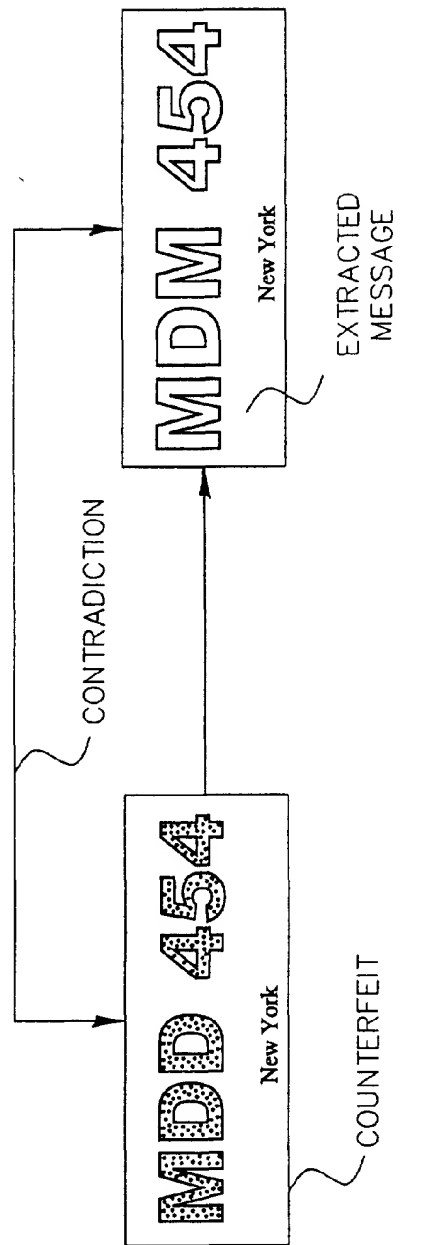 CONTRADICTION
MDD 454
New York
COUNTERFEIT
MDM 454
New York
EXTRACTED
MESSAGE